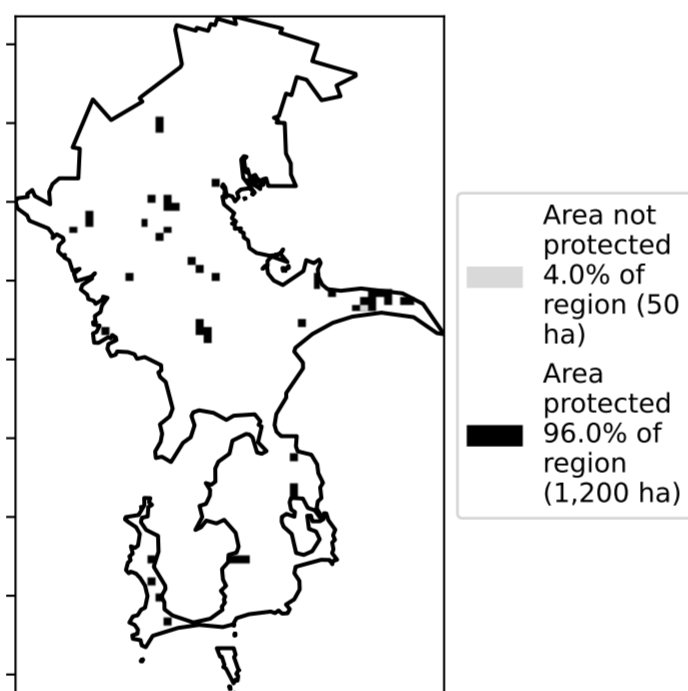 Area not
protected
4.0% of
region (50
ha)
Area
protected
96.0% of
region
(1,200 ha)